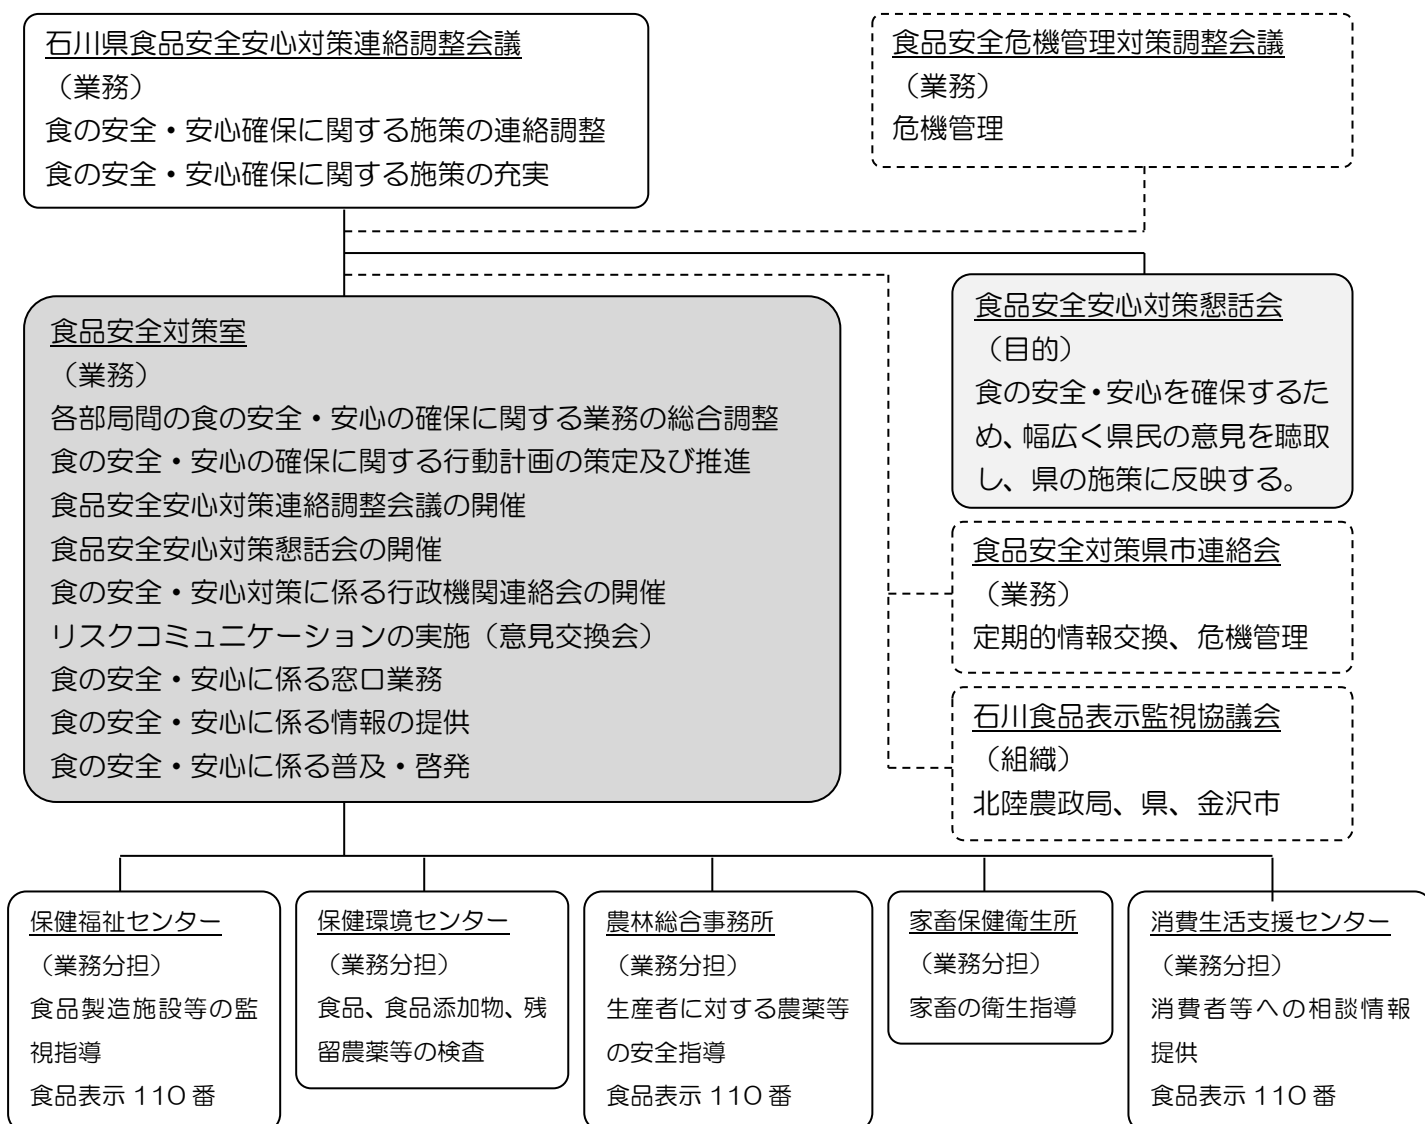 石川県食品安全安心対策連絡調整会議
（業務）
食の安全・安心確保に関する施策の連絡調整
食の安全・安心確保に関する施策の充実
食品安全危機管理対策調整会議
（業務）
危機管理
食品安全対策室
（業務）
各部局間の食の安全・安心の確保に関する業務の総合調整
食の安全・安心の確保に関する行動計画の策定及び推進
食品安全安心対策連絡調整会議の開催
食品安全安心対策懇話会の開催
食の安全・安心対策に係る行政機関連絡会の開催
リスクコミュニケーションの実施（意見交換会）
食の安全・安心に係る窓口業務
食の安全・安心に係る情報の提供
食の安全・安心に係る普及・啓発
食品安全安心対策懇話会
（目的）
食の安全・安心を確保するた
め、幅広く県民の意見を聴取
し、県の施策に反映する。
食品安全対策県市連絡会
（業務）
定期的情報交換、危機管理
石川食品表示監視協議会
（組織）
北陸農政局、県、金沢市
保健福祉センター
（業務分担）
食品製造施設等の監
視指導
食品表示 110 番
保健環境センター
（業務分担）
食品、食品添加物、残
留農薬等の検査
農林総合事務所
（業務分担）
生産者に対する農薬等
の安全指導
食品表示 110 番
家畜保健衛生所
（業務分担）
家畜の衛生指導
消費生活支援センター
（業務分担）
消費者等への相談情報
提供
食品表示 110 番